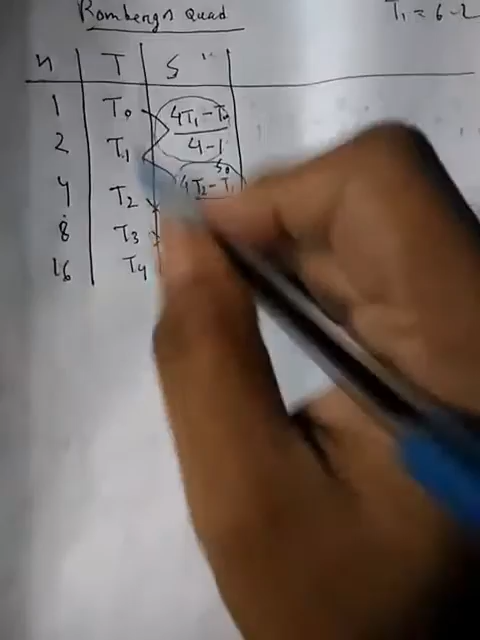 Rombergs quad
T₁ = 6-2
n T S
1 T₀ 4T₁-T₀
2 T₁ 4-1
S₀
4 T₂ 4T₂-T₁
8 T₃
16 T₄